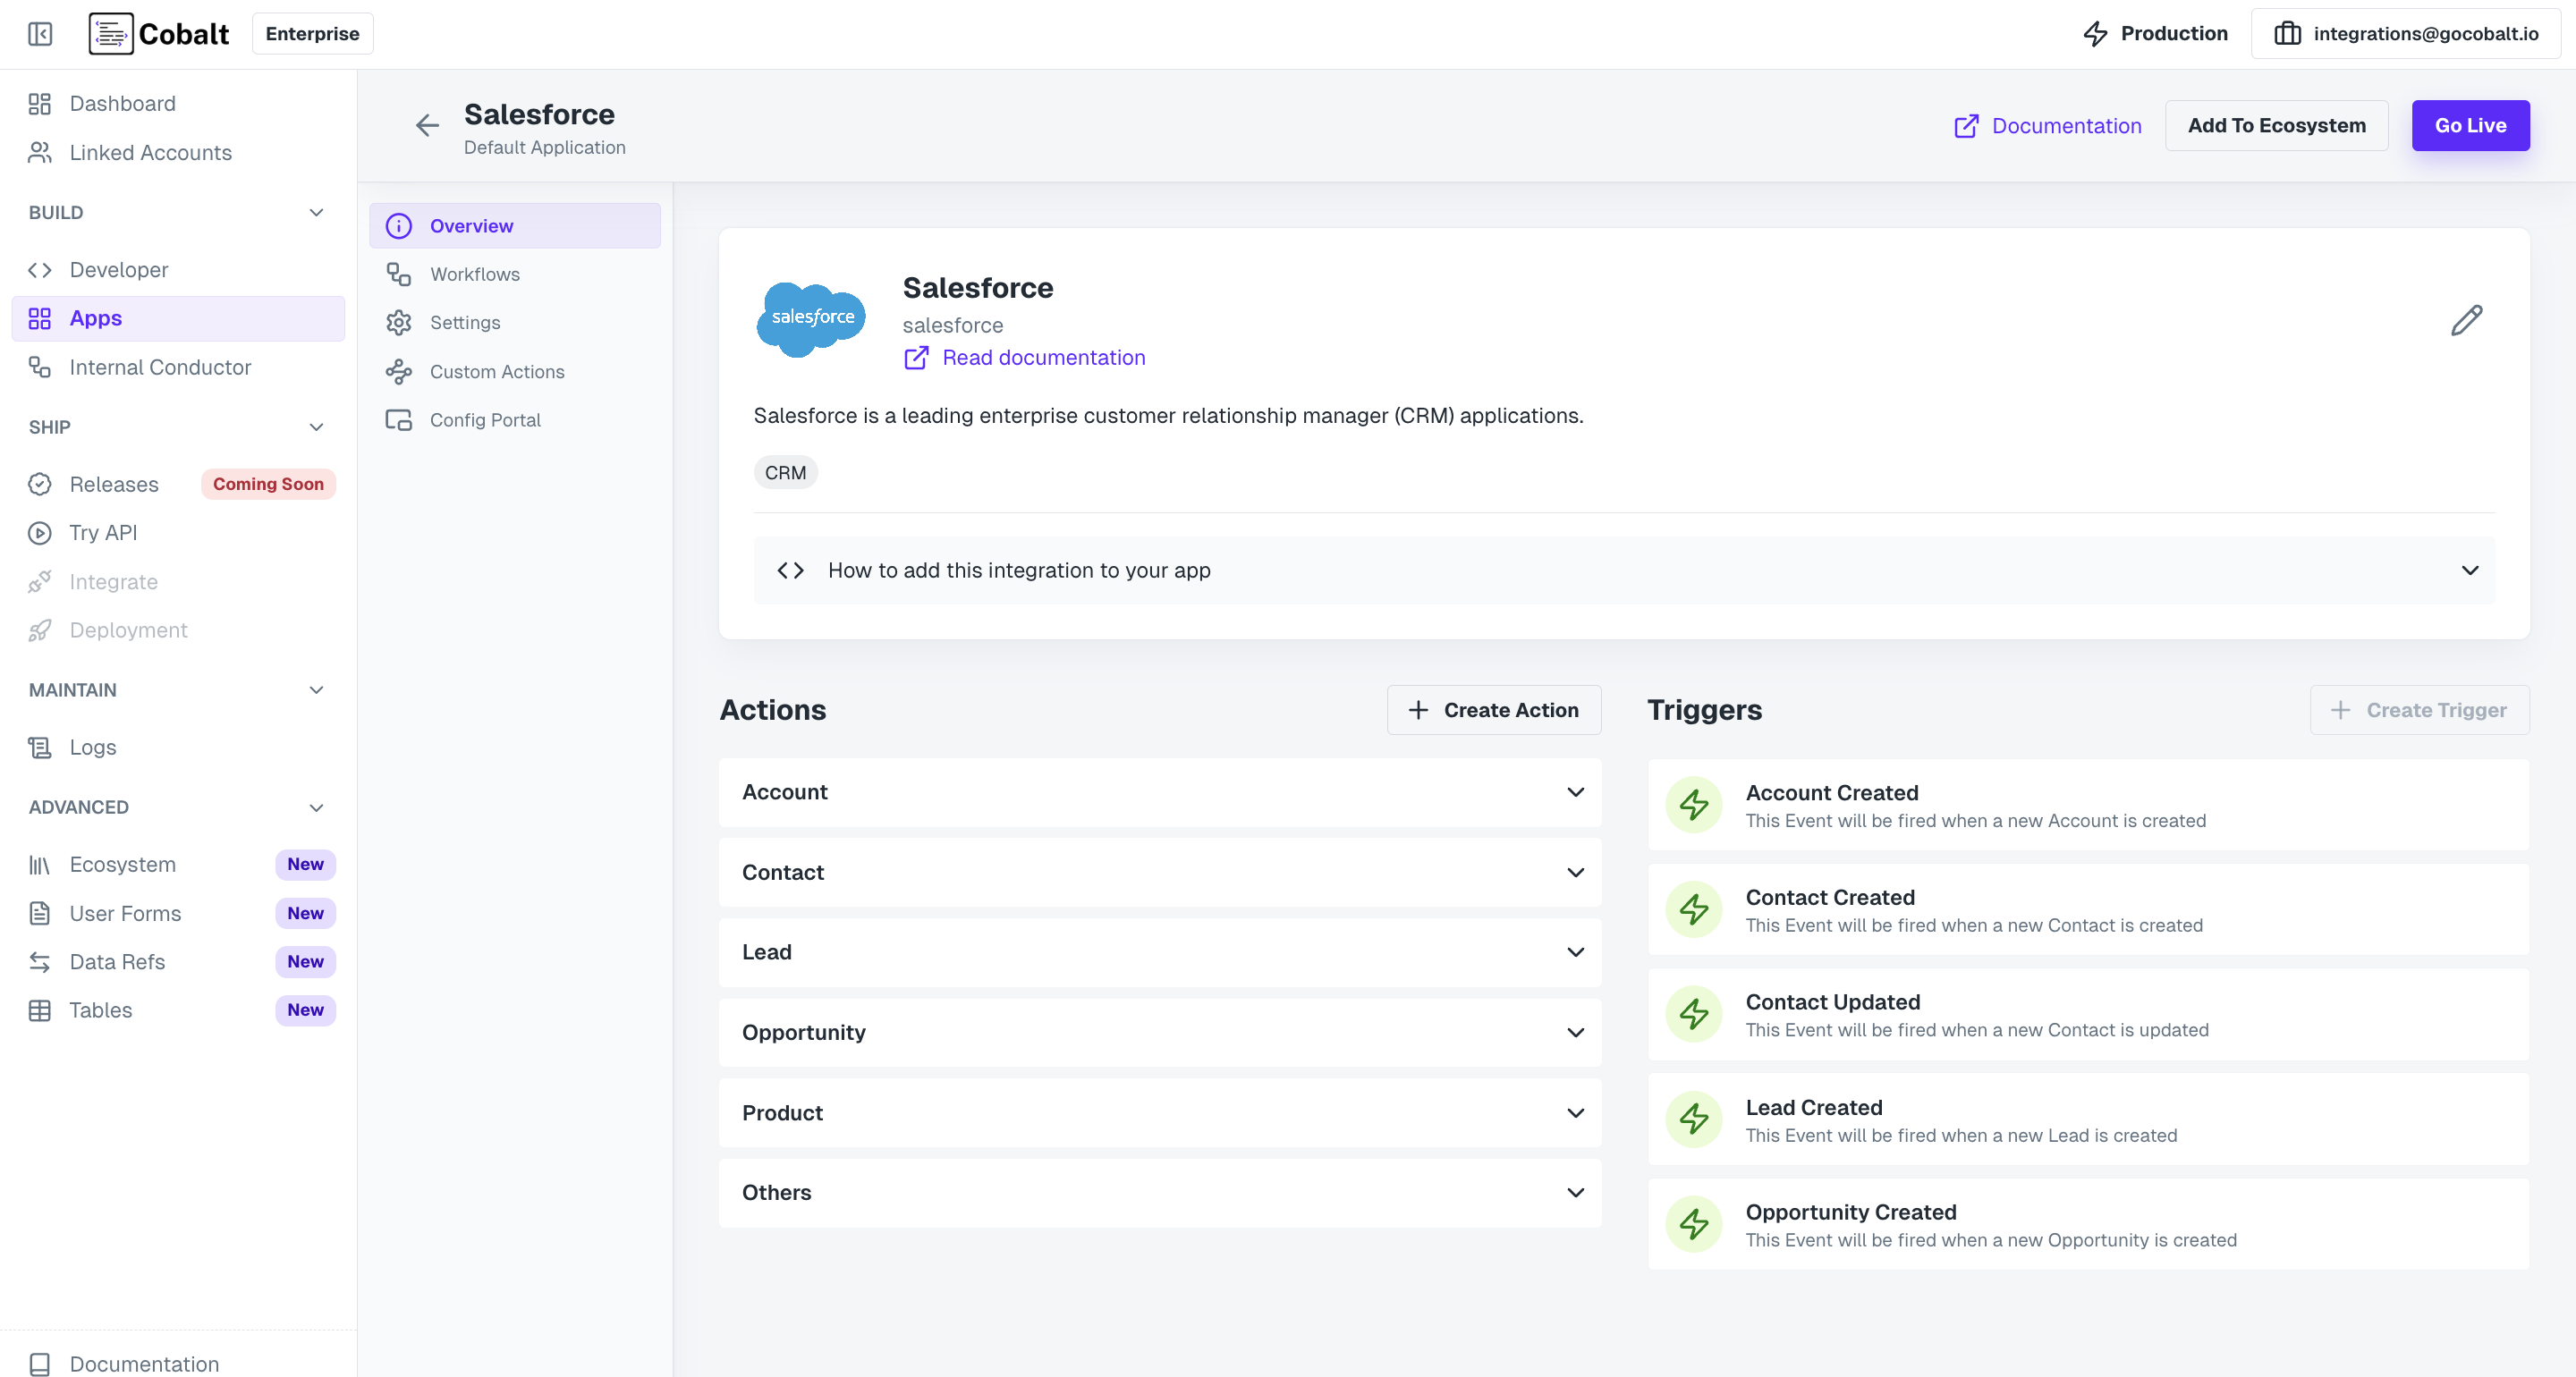 Cobalt
Enterprise
Production
integrations@gocobalt.io
Dashboard
Linked Accounts
BUILD
Developer
Apps
Internal Conductor
SHIP
Releases
Coming Soon
Try API
Integrate
Deployment
MAINTAIN
Logs
ADVANCED
Ecosystem
New
User Forms
New
Data Refs
New
Tables
New
Documentation
Salesforce
Default Application
Documentation
Add To Ecosystem
Go Live
Overview
Workflows
Settings
Custom Actions
Config Portal
salesforce
Salesforce
salesforce
Read documentation
Salesforce is a leading enterprise customer relationship manager (CRM) applications.
CRM
How to add this integration to your app
Actions
Create Action
Account
Contact
Lead
Opportunity
Product
Others
Triggers
Create Trigger
Account Created
This Event will be fired when a new Account is created
Contact Created
This Event will be fired when a new Contact is created
Contact Updated
This Event will be fired when a new Contact is updated
Lead Created
This Event will be fired when a new Lead is created
Opportunity Created
This Event will be fired when a new Opportunity is created